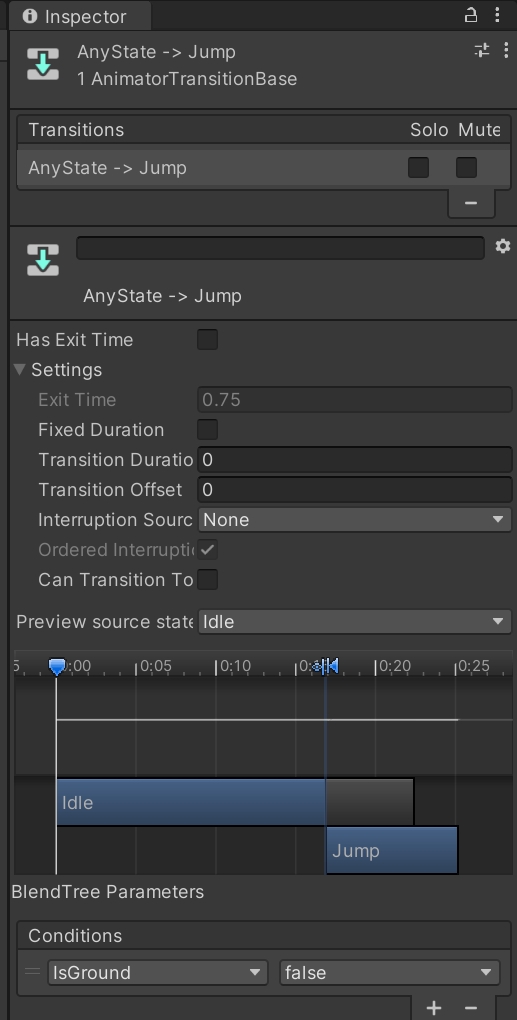 Inspector
AnyState -> Jump
1 AnimatorTransitionBase
Transitions Solo Mute
AnyState -> Jump
AnyState -> Jump
Has Exit Time
Settings
Exit Time 0.75
Fixed Duration
Transition Duratio 0
Transition Offset 0
Interruption Sourc None
Ordered Interrupti
Can Transition To
Preview source state Idle
5 :00 0:05 0:10 0:1 0:20 0:25
Idle
Jump
BlendTree Parameters
Conditions
IsGround false